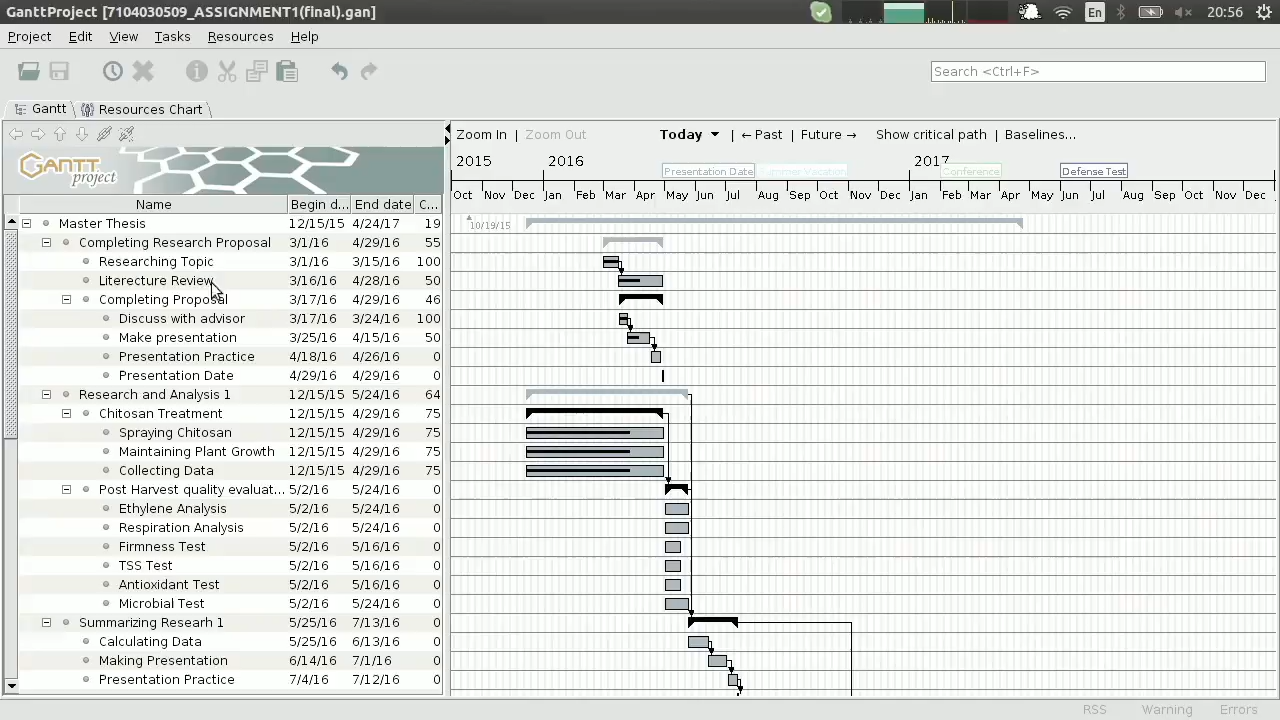 GanttProject [7104030509_ASSIGNMENT1(final).gan]
En
20:56
Project Edit View Tasks Resources Help
Search <Ctrl+F>
Gantt Resources Chart
Zoom In | Zoom Out Today | ← Past | Future → Show critical path | Baselines...
GANTT project
2015 2016 2017
Presentation Date Summer Vacation Conference Defense Test
Oct Nov Dec Jan Feb Mar Apr May Jun Jul Aug Sep Oct Nov Dec Jan Feb Mar Apr May Jun Jul Aug Sep Oct Nov Dec
Name Begin d... End date C...
10/19/15
Master Thesis 12/15/15 4/24/17 19
Completing Research Proposal 3/1/16 4/29/16 55
Researching Topic 3/1/16 3/15/16 100
Literecture Review 3/16/16 4/28/16 50
Completing Proposal 3/17/16 4/29/16 46
Discuss with advisor 3/17/16 3/24/16 100
Make presentation 3/25/16 4/15/16 50
Presentation Practice 4/18/16 4/26/16 0
Presentation Date 4/29/16 4/29/16 0
Research and Analysis 1 12/15/15 5/24/16 64
Chitosan Treatment 12/15/15 4/29/16 75
Spraying Chitosan 12/15/15 4/29/16 75
Maintaining Plant Growth 12/15/15 4/29/16 75
Collecting Data 12/15/15 4/29/16 75
Post Harvest quality evaluat... 5/2/16 5/24/16 0
Ethylene Analysis 5/2/16 5/24/16 0
Respiration Analysis 5/2/16 5/24/16 0
Firmness Test 5/2/16 5/16/16 0
TSS Test 5/2/16 5/16/16 0
Antioxidant Test 5/2/16 5/16/16 0
Microbial Test 5/2/16 5/24/16 0
Summarizing Researh 1 5/25/16 7/13/16 0
Calculating Data 5/25/16 6/13/16 0
Making Presentation 6/14/16 7/1/16 0
Presentation Practice 7/4/16 7/12/16 0
RSS Warning Errors